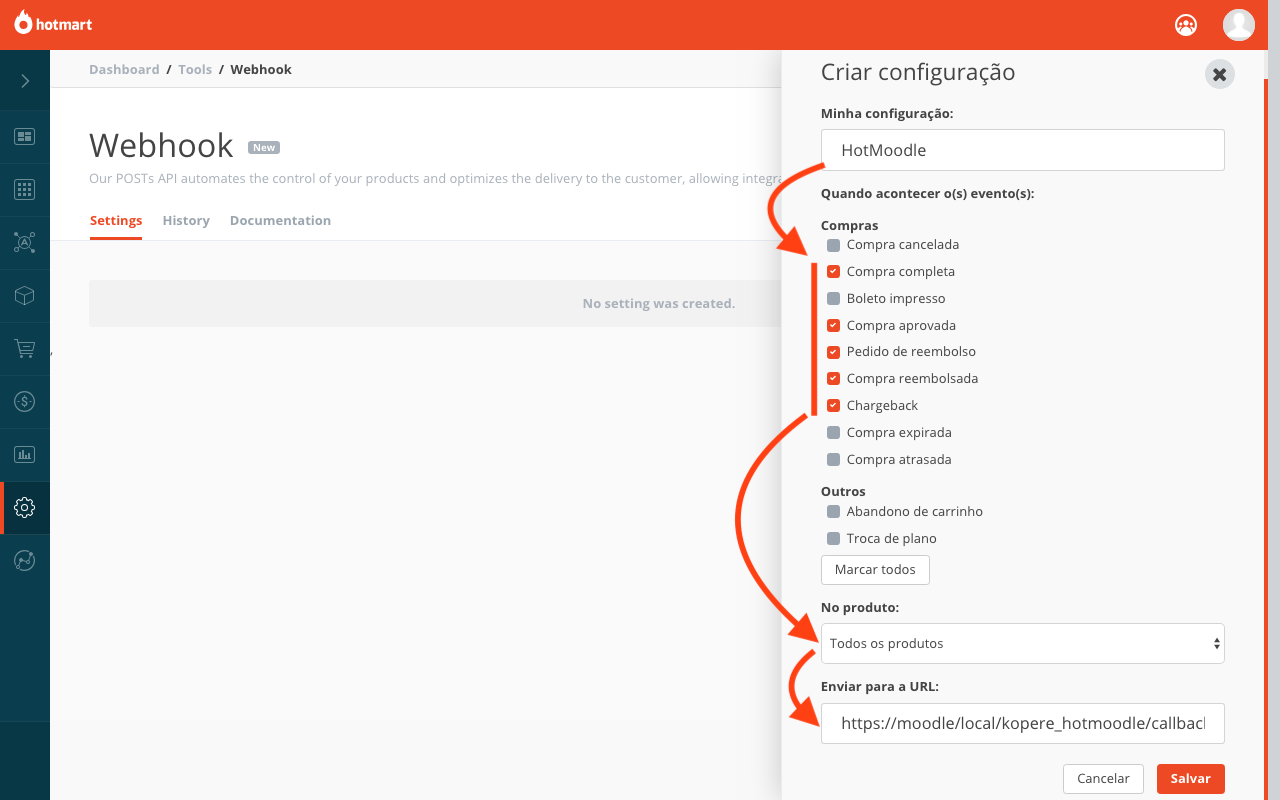 hotmart
Dashboard / Tools / Webhook
Webhook New
Our POSTs API automates the control of your products and optimizes the delivery to the customer, allowing
Settings History Documentation
No setting was created.
Criar configuração
Minha configuração:
HotMoodle
Quando acontecer o(s) evento(s):
Compras
Compra cancelada
Compra completa
Boleto impresso
Compra aprovada
Pedido de reembolso
Compra reembolsada
Chargeback
Compra expirada
Compra atrasada
Outros
Abandono de carrinho
Troca de plano
Marcar todos
No produto:
Todos os produtos
Enviar para a URL:
https://moodle/local/kopere_hotmoodle/callbac
Cancelar Salvar